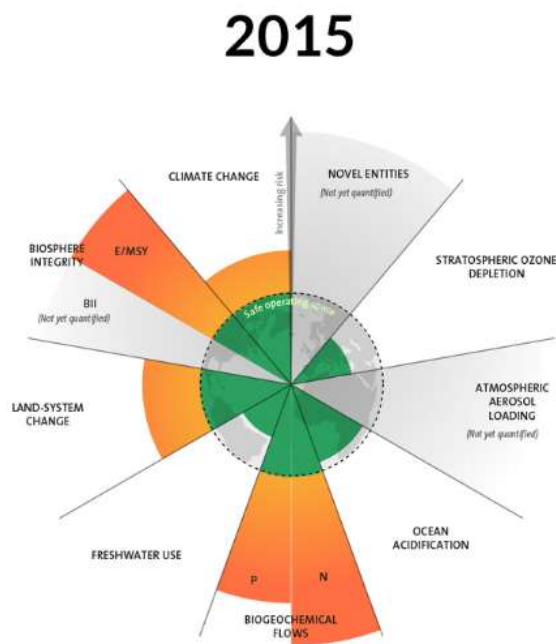 2015
CLIMATE CHANGE
Increasing risk
NOVEL ENTITIES
(Not yet quantified)
STRATOSPHERIC OZONE
DEPLETION
BIOSPHERE
INTEGRITY
E/MSY
BII
(Not yet quantified)
Safe operating space
ATMOSPHERIC
AEROSOL
LOADING
(Not yet quantified)
LAND-SYSTEM
CHANGE
FRESHWATER USE
OCEAN
ACIDIFICATION
P
N
BIOGEOCHEMICAL
FLOWS